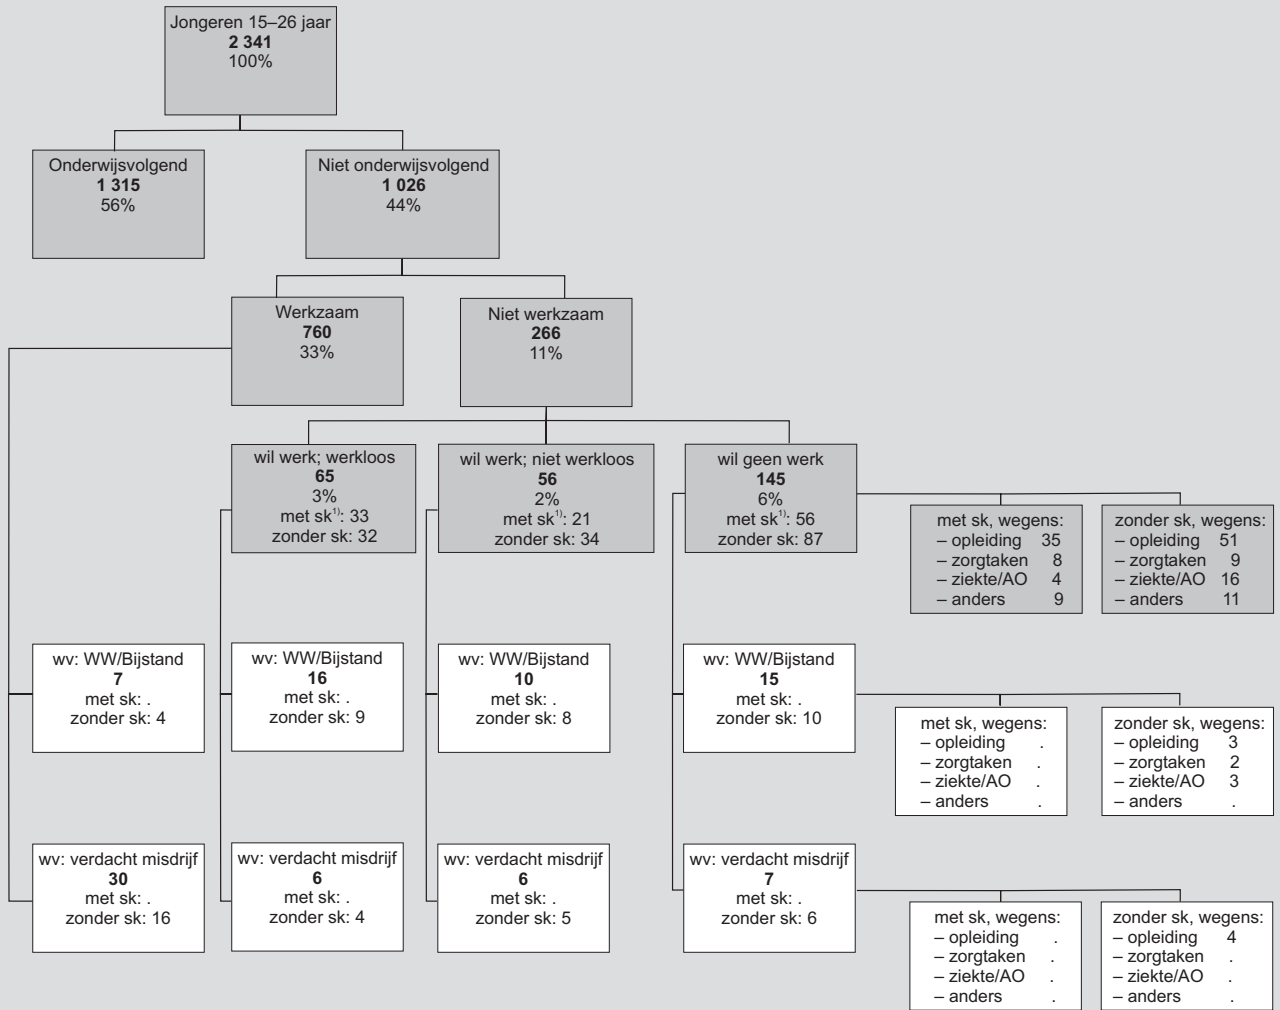 Jongeren 15–26 jaar
2 341
100%
Onderwijsvolgend
1 315
56%
Niet onderwijsvolgend
1 026
44%
Werkzaam
760
33%
Niet werkzaam
266
11%
wil werk; werkloos
65
3%
met sk1): 33
zonder sk: 32
wil werk; niet werkloos
56
2%
met sk1): 21
zonder sk: 34
wil geen werk
145
6%
met sk1): 56
zonder sk: 87
met sk, wegens:
– opleiding 35
– zorgtaken 8
– ziekte/AO 4
– anders 9
zonder sk, wegens:
– opleiding 51
– zorgtaken 9
– ziekte/AO 16
– anders 11
wv: WW/Bijstand
7
met sk: .
zonder sk: 4
wv: WW/Bijstand
16
met sk: .
zonder sk: 9
wv: WW/Bijstand
10
met sk: .
zonder sk: 8
wv: WW/Bijstand
15
met sk: .
zonder sk: 10
met sk, wegens:
– opleiding .
– zorgtaken .
– ziekte/AO .
– anders .
zonder sk, wegens:
– opleiding 3
– zorgtaken 2
– ziekte/AO 3
– anders .
wv: verdacht misdrijf
30
met sk: .
zonder sk: 16
wv: verdacht misdrijf
6
met sk: .
zonder sk: 4
wv: verdacht misdrijf
6
met sk: .
zonder sk: 5
wv: verdacht misdrijf
7
met sk: .
zonder sk: 6
met sk, wegens:
– opleiding .
– zorgtaken .
– ziekte/AO .
– anders .
zonder sk, wegens:
– opleiding 4
– zorgtaken .
– ziekte/AO .
– anders .